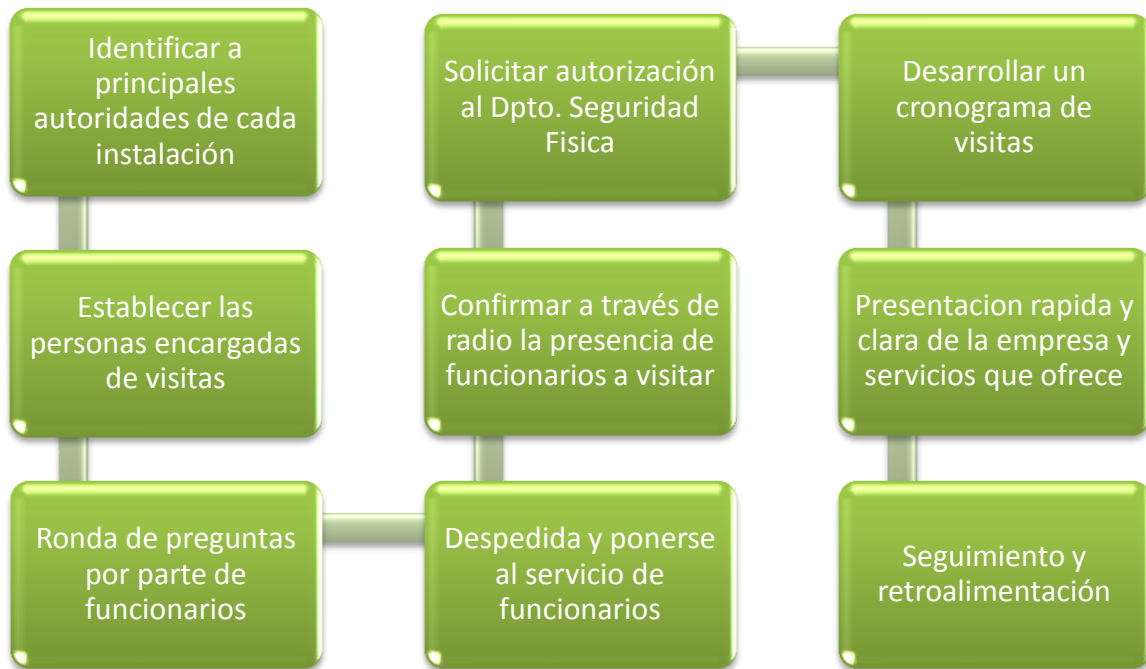 Identificar a
principales
autoridades de cada
instalación
Solicitar autorización
al Dpto. Seguridad
Fisica
Desarrollar un
cronograma de
visitas
Establecer las
personas encargadas
de visitas
Confirmar a través de
radio la presencia de
funcionarios a visitar
Presentacion rapida y
clara de la empresa y
servicios que ofrece
Ronda de preguntas
por parte de
funcionarios
Despedida y ponerse
al servicio de
funcionarios
Seguimiento y
retroalimentación